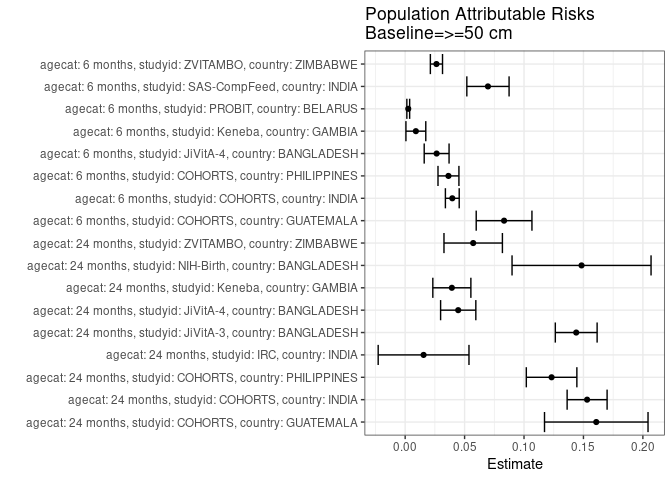 Population Attributable Risks
Baseline=>=50 cm
agecat: 6 months, studyid: ZVITAMBO, country: ZIMBABWE
agecat: 6 months, studyid: SAS-CompFeed, country: INDIA
agecat: 6 months, studyid: PROBIT, country: BELARUS
agecat: 6 months, studyid: Keneba, country: GAMBIA
agecat: 6 months, studyid: JiVitA-4, country: BANGLADESH
agecat: 6 months, studyid: COHORTS, country: PHILIPPINES
agecat: 6 months, studyid: COHORTS, country: INDIA
agecat: 6 months, studyid: COHORTS, country: GUATEMALA
agecat: 24 months, studyid: ZVITAMBO, country: ZIMBABWE
agecat: 24 months, studyid: NIH-Birth, country: BANGLADESH
agecat: 24 months, studyid: Keneba, country: GAMBIA
agecat: 24 months, studyid: JiVitA-4, country: BANGLADESH
agecat: 24 months, studyid: JiVitA-3, country: BANGLADESH
agecat: 24 months, studyid: IRC, country: INDIA
agecat: 24 months, studyid: COHORTS, country: PHILIPPINES
agecat: 24 months, studyid: COHORTS, country: INDIA
agecat: 24 months, studyid: COHORTS, country: GUATEMALA
0.00 0.05 0.10 0.15 0.20
Estimate